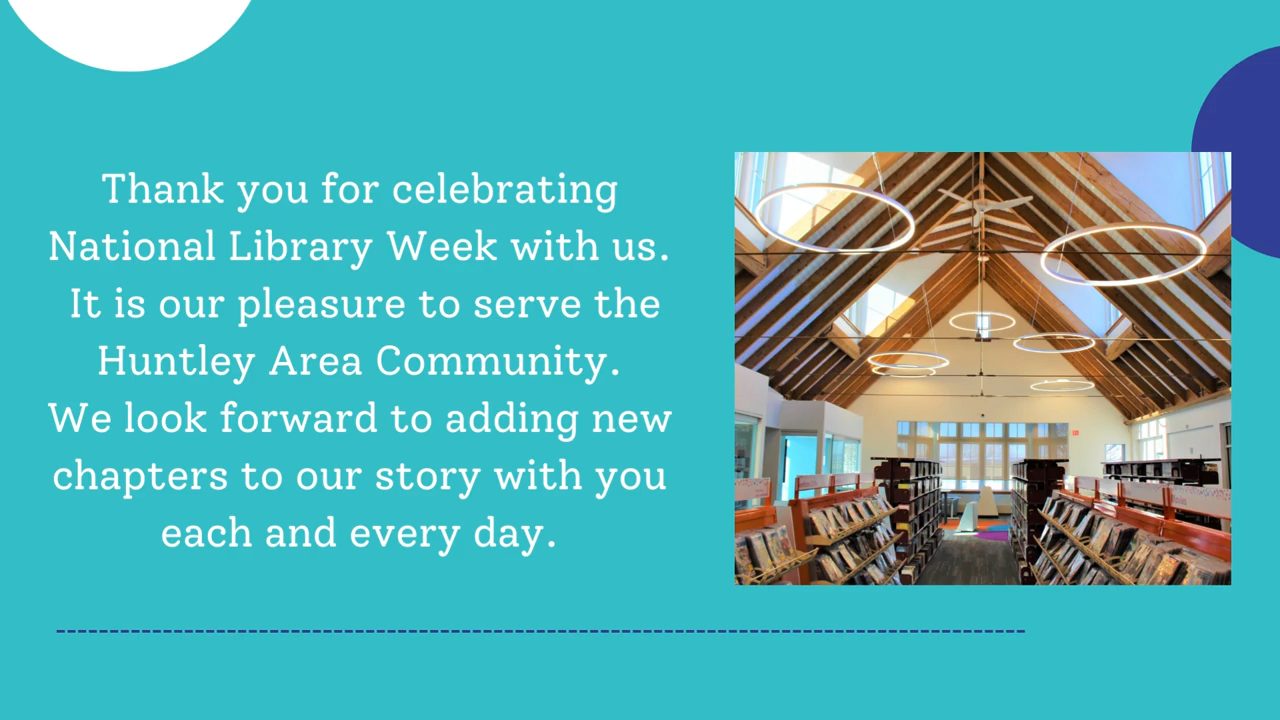 Thank you for celebrating
National Library Week with us.
It is our pleasure to serve the
Huntley Area Community.
We look forward to adding new
chapters to our story with you
each and every day.